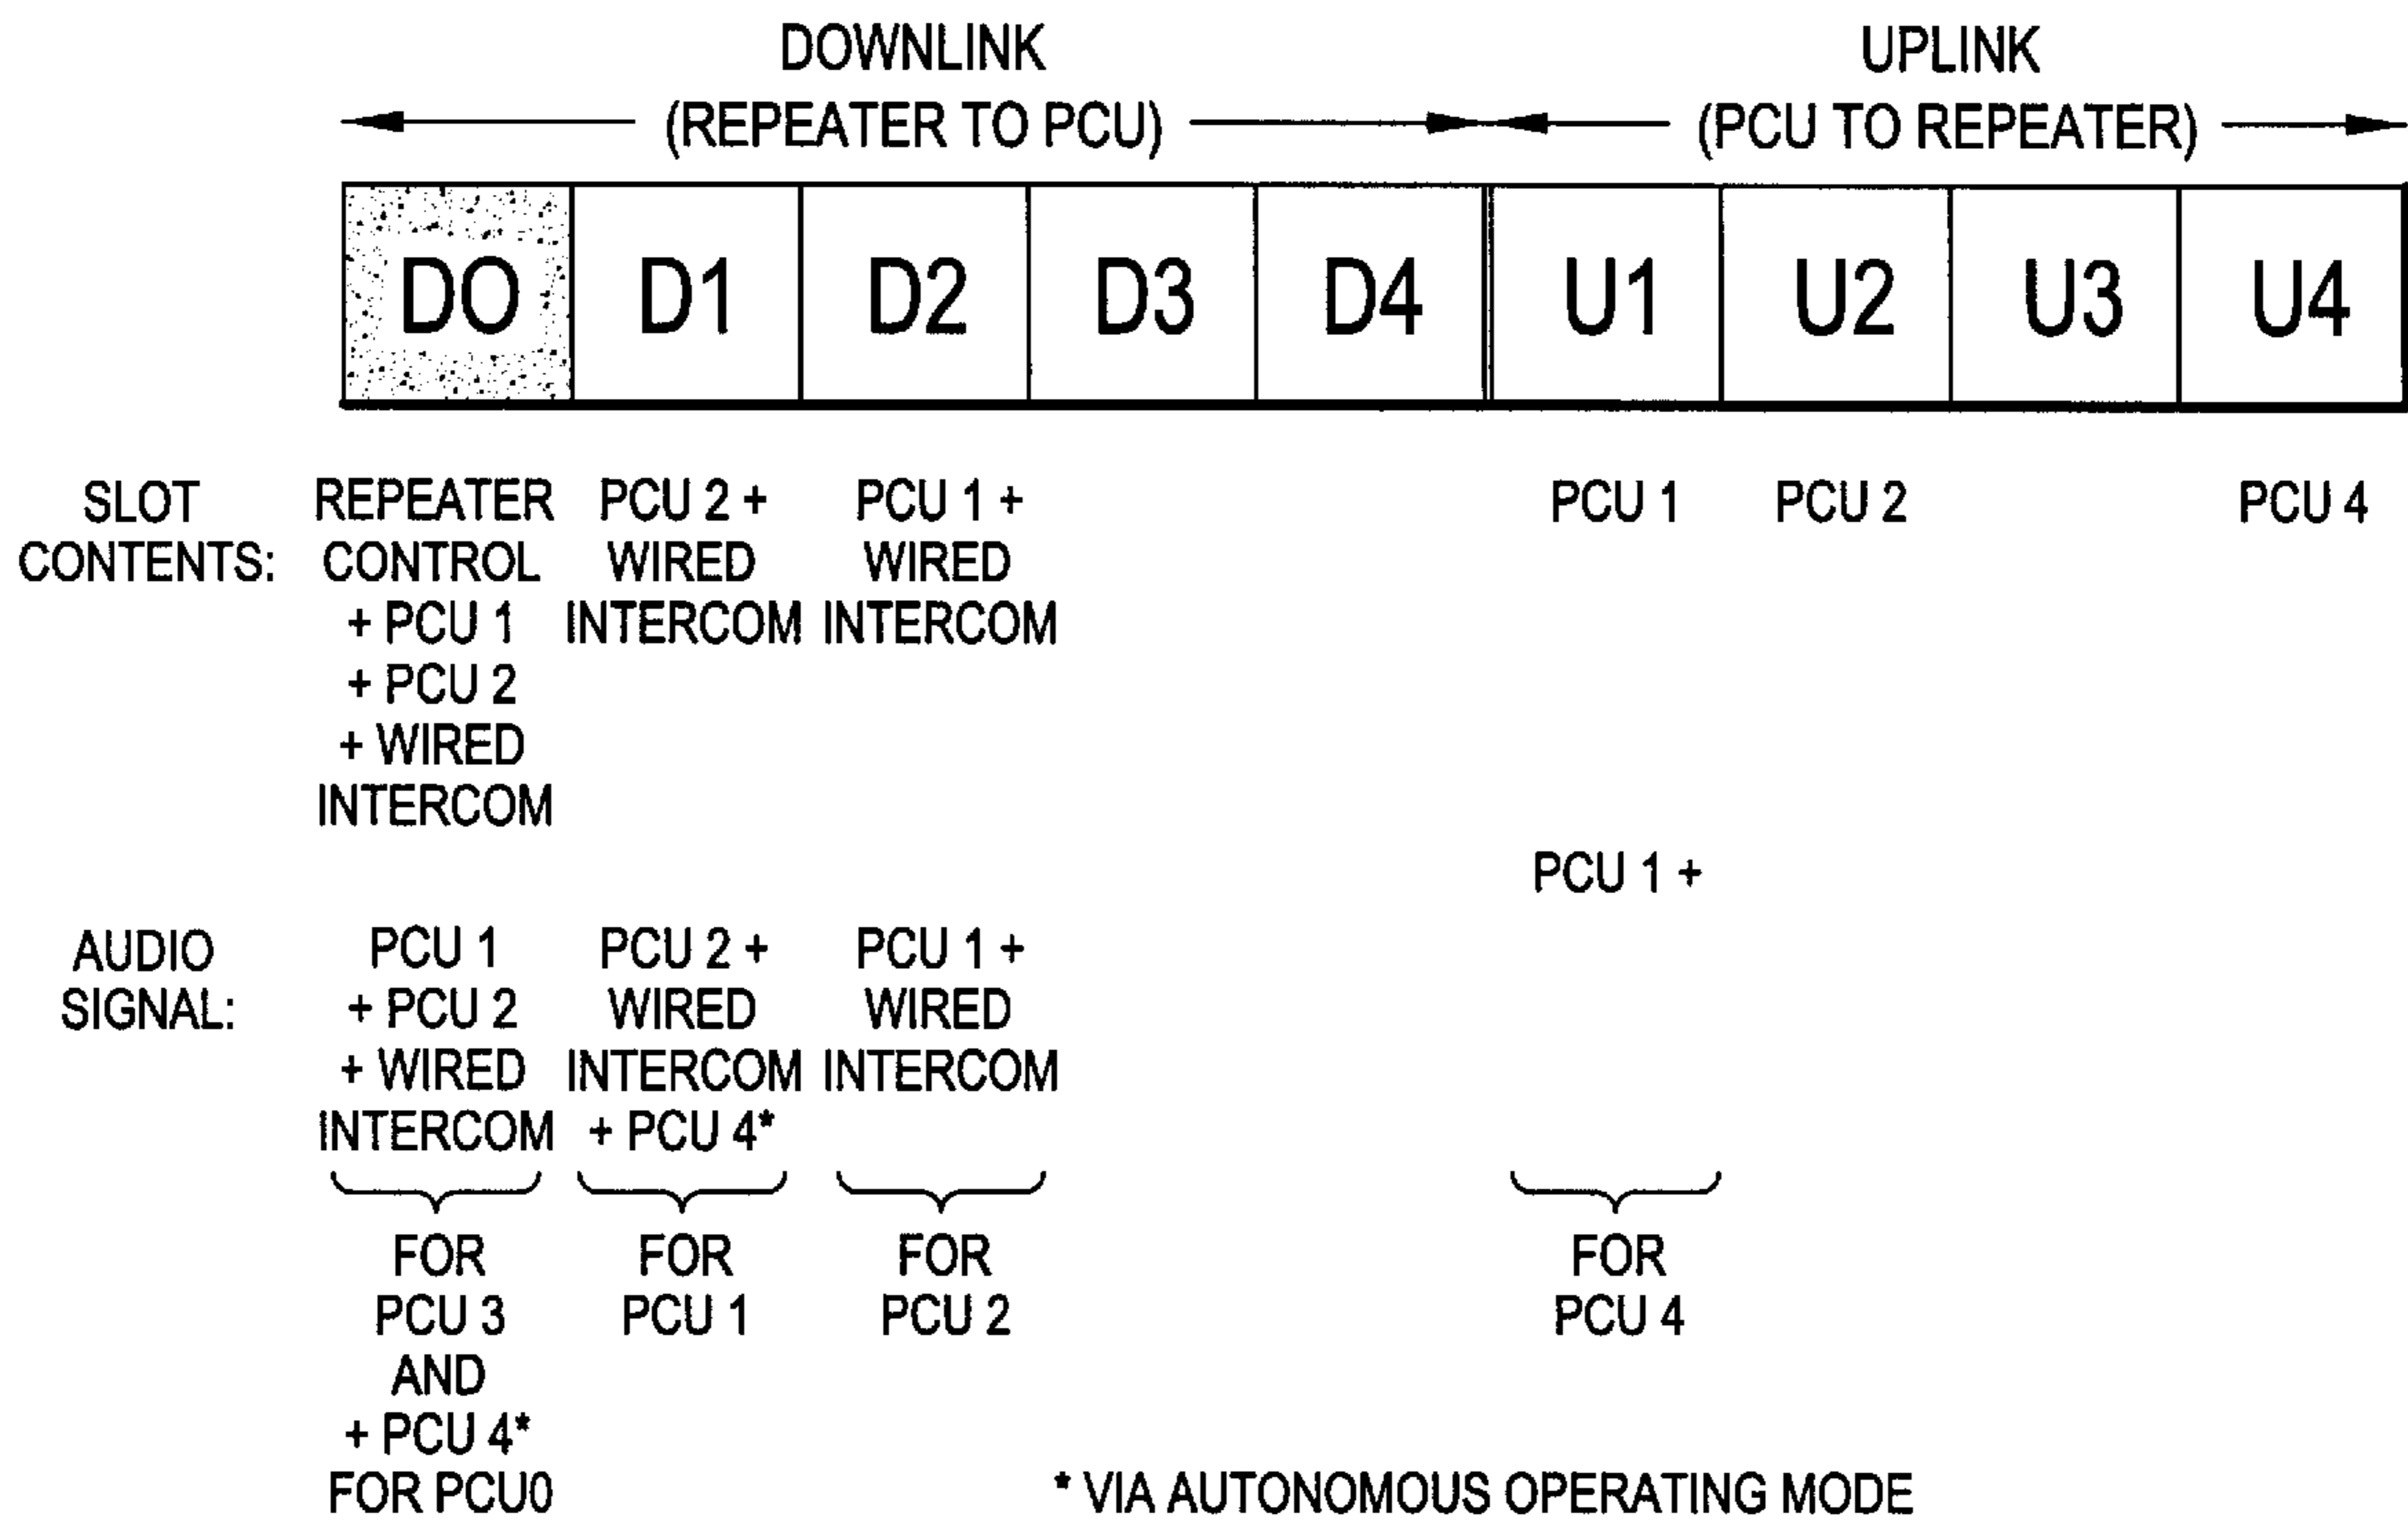 DOWNLINK
(REPEATER TO PCU)
UPLINK
(PCU TO REPEATER)
DO D1 D2 D3 D4 U1 U2 U3 U4
SLOT
CONTENTS:
REPEATER
CONTROL
+ PCU 1
+ PCU 2
+ WIRED
INTERCOM
PCU 2 +
WIRED
INTERCOM
PCU 1 +
WIRED
INTERCOM
PCU 1
PCU 2
PCU 4
AUDIO
SIGNAL:
PCU 1
+ PCU 2
+ WIRED
INTERCOM
FOR
PCU 3
AND
+ PCU 4*
FOR PCU0
PCU 2 +
WIRED
INTERCOM
+ PCU 4*
FOR
PCU 1
PCU 1 +
WIRED
INTERCOM
FOR
PCU 2
PCU 1 +
FOR
PCU 4
* VIA AUTONOMOUS OPERATING MODE